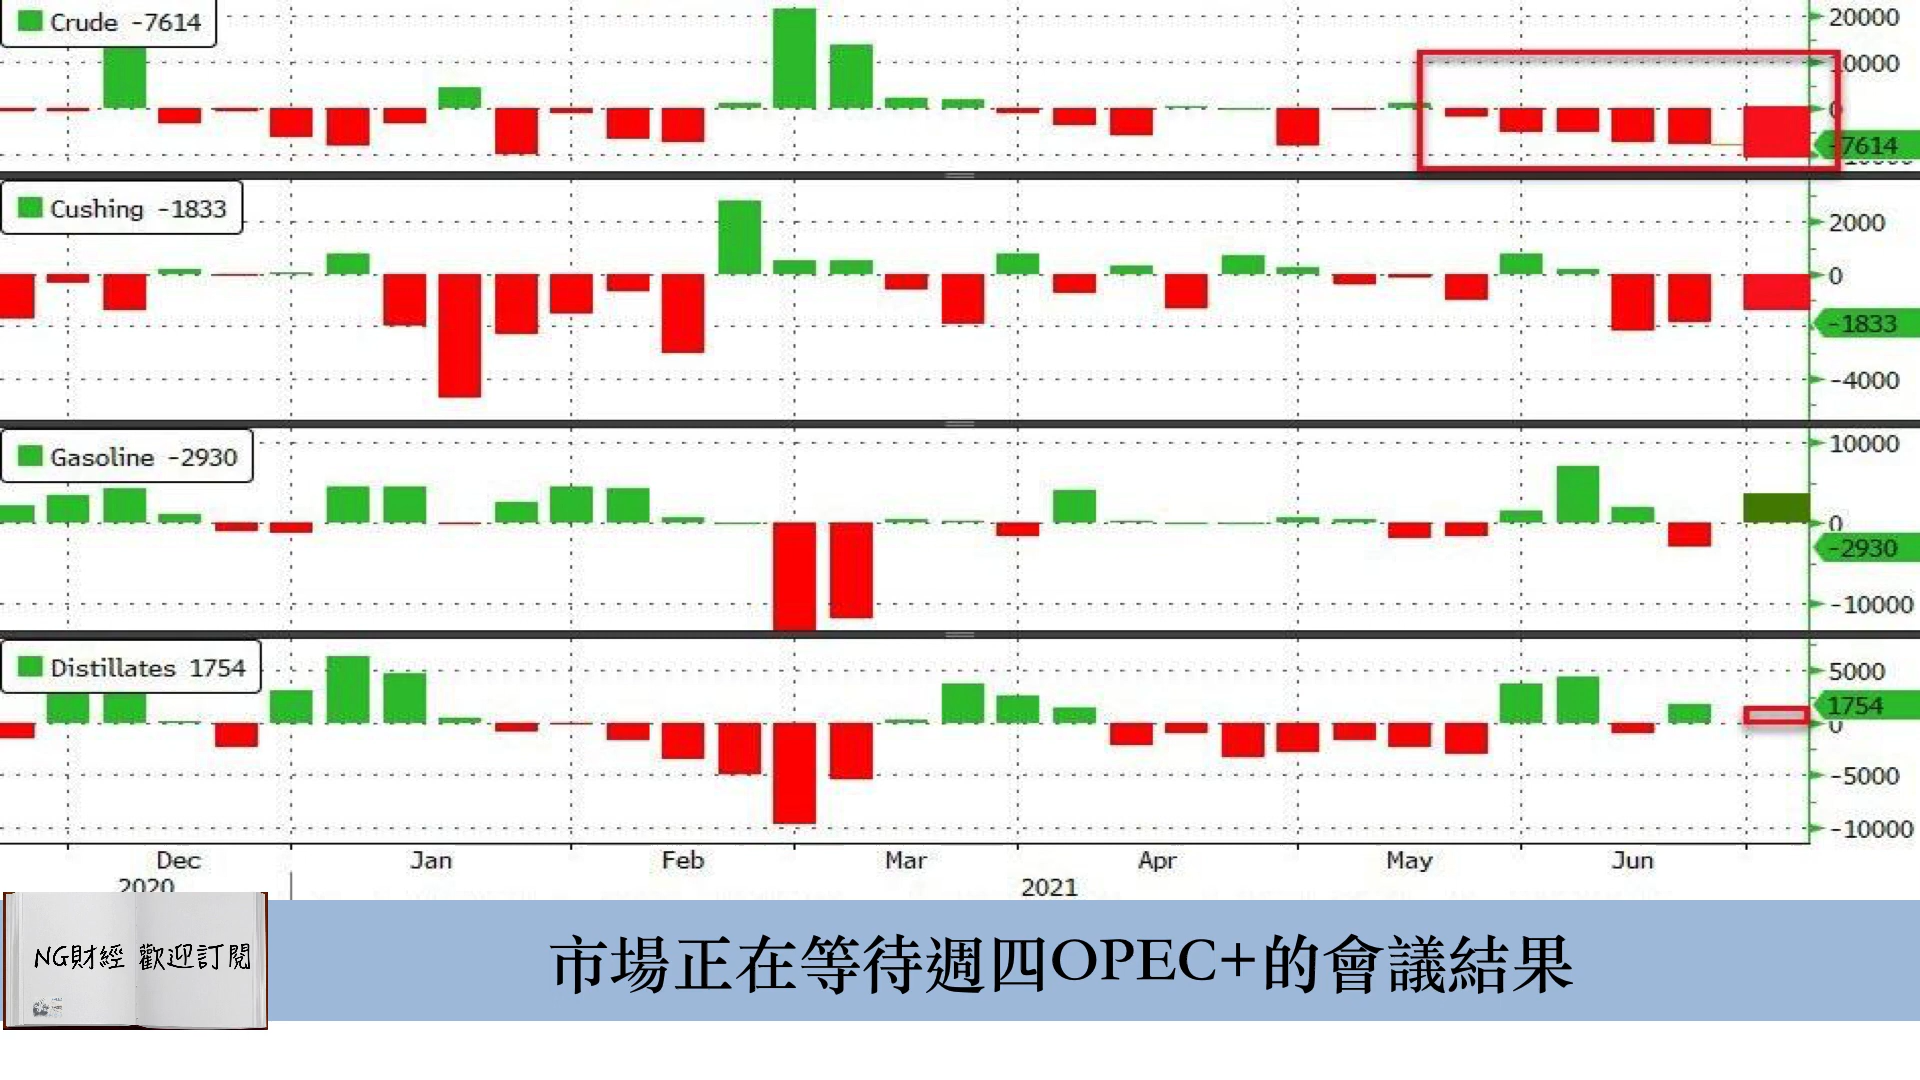 Crude -7614
20000
10000
0
-7614
-10000
Cushing -1833
2000
0
-1833
-4000
Gasoline -2930
10000
0
-2930
-10000
Distillates 1754
5000
1754
0
-5000
-10000
Dec Jan Feb Mar Apr May Jun
2020 2021
NG財經 歡迎訂閱
市場正在等待週四OPEC+的會議結果